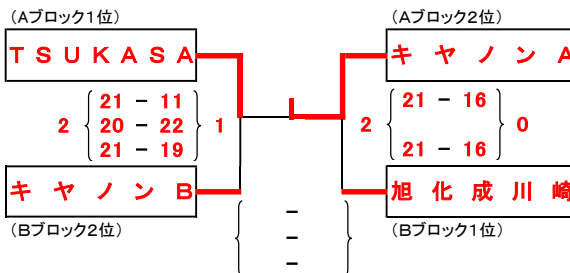 (Aブロック1位) (Aブロック2位)
TSUKASA キヤノンA
21 - 11 21 - 16
2 20 - 22 1 2 0
21 - 19 21 - 16
キヤノンB 旭化成川崎
(Bブロック2位) (Bブロック1位)
-
-
-